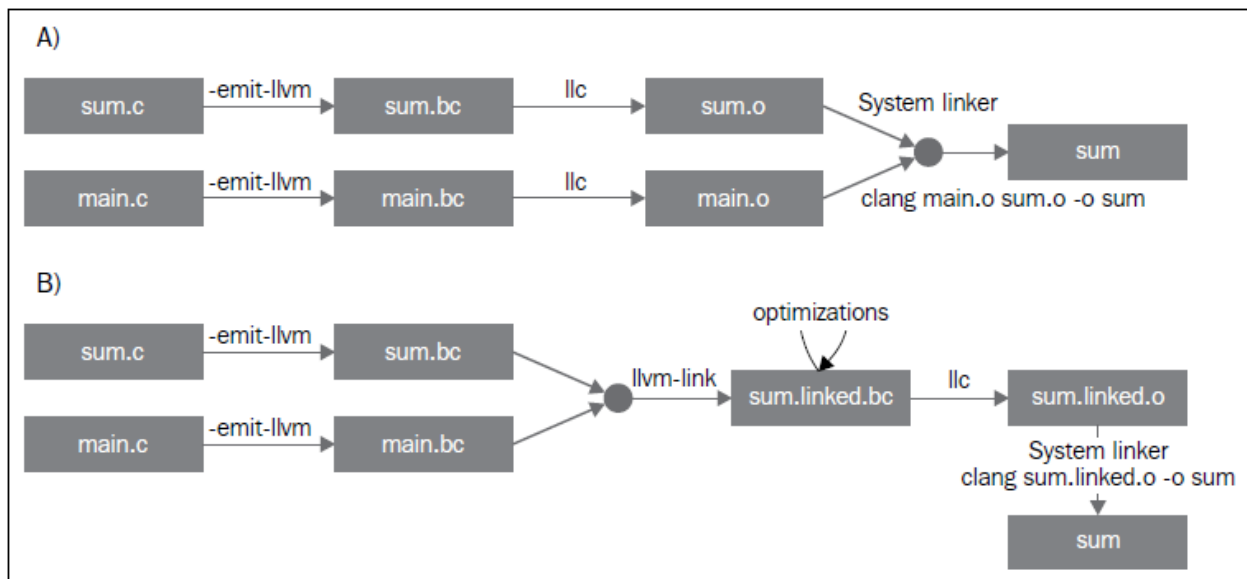 A)
-emit-llvm
llc
sum.c
sum.bc
sum.o
System linker
sum
-emit-llvm
llc
main.c
main.bc
main.o
clang main.o sum.o -o sum
B)
optimizations
-emit-llvm
sum.c
sum.bc
llvm-link
llc
sum.linked.bc
sum.linked.o
-emit-llvm
main.c
main.bc
System linker
clang sum.linked.o -o sum
sum